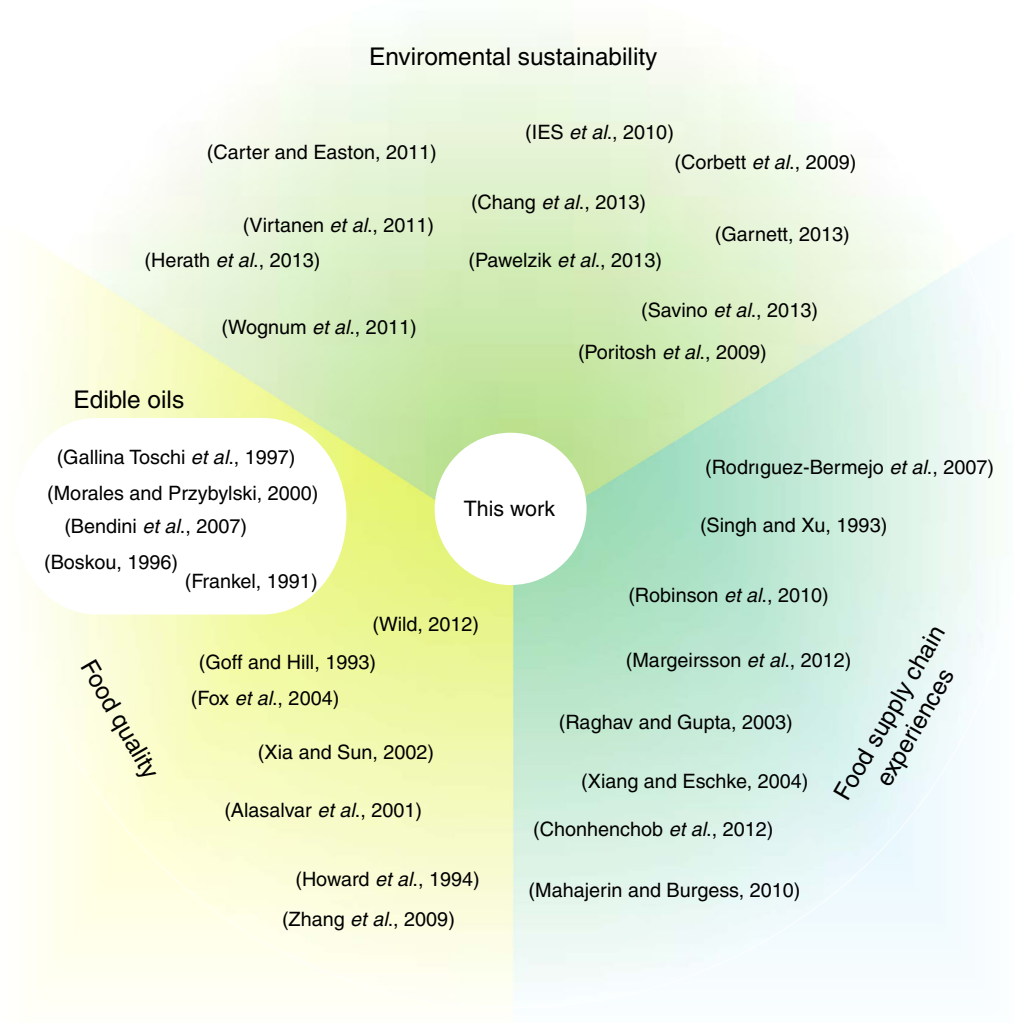 Enviromental sustainability
(IES et al., 2010)
(Carter and Easton, 2011)
(Corbett et al., 2009)
(Chang et al., 2013)
(Virtanen et al., 2011)
(Garnett, 2013)
(Herath et al., 2013)
(Pawelzik et al., 2013)
(Savino et al., 2013)
(Wognum et al., 2011)
(Poritosh et al., 2009)
Edible oils
(Gallina Toschi et al., 1997)
(Morales and Przybylski, 2000)
(Bendini et al., 2007)
(Boskou, 1996)
(Frankel, 1991)
This work
(Wild, 2012)
(Goff and Hill, 1993)
(Fox et al., 2004)
Food quality
(Xia and Sun, 2002)
(Alasalvar et al., 2001)
(Howard et al., 1994)
(Zhang et al., 2009)
(Rodrıguez-Bermejo et al., 2007)
(Singh and Xu, 1993)
(Robinson et al., 2010)
(Margeirsson et al., 2012)
(Raghav and Gupta, 2003)
Food supply chain
experiences
(Xiang and Eschke, 2004)
(Chonhenchob et al., 2012)
(Mahajerin and Burgess, 2010)